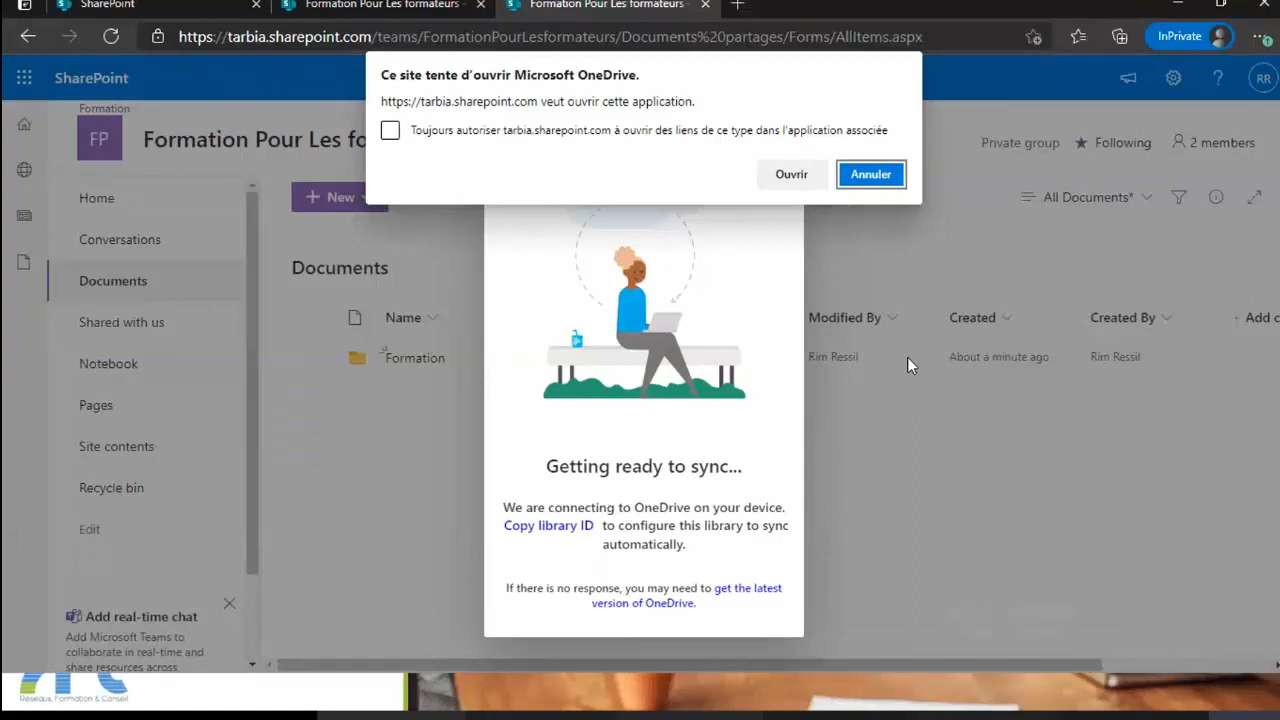 SharePoint
Formation Pour Les formateurs -
Formation Pour Les formateurs -
https://tarbia.sharepoint.com/teams/FormationPourLesformateurs/Documents%20partages/Forms/AllItems.aspx
InPrivate
SharePoint
RR
Ce site tente d'ouvrir Microsoft OneDrive.
https://tarbia.sharepoint.com veut ouvrir cette application.
Toujours autoriser tarbia.sharepoint.com à ouvrir des liens de ce type dans l'application associée
Ouvrir
Annuler
Formation
FP
Formation Pour Les fo
Private group
Following
2 members
Home
Conversations
Documents
Shared with us
Notebook
Pages
Site contents
Recycle bin
Edit
+ New
All Documents*
Documents
Name
Modified By
Created
Created By
+ Add c
Formation
Rim Ressil
About a minute ago
Rim Ressil
Getting ready to sync...
We are connecting to OneDrive on your device.
Copy library ID to configure this library to sync
automatically.
If there is no response, you may need to get the latest
version of OneDrive.
Add real-time chat
Add Microsoft Teams to
collaborate in real-time and
share resources across
Réseaux, Formation & Conseil